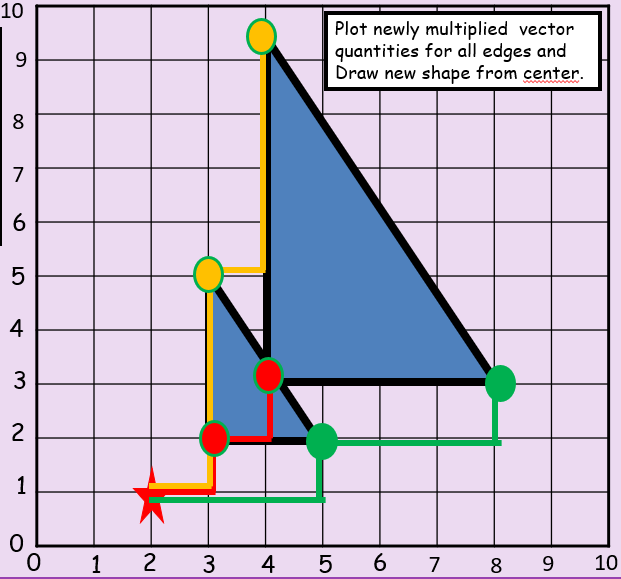 10
Plot newly multiplied vector
quantities for all edges and
Draw new shape from center.
9
8
7
6
5
4
3
2
1
0
0 1 2 3 4 5 6 7 8 9 10